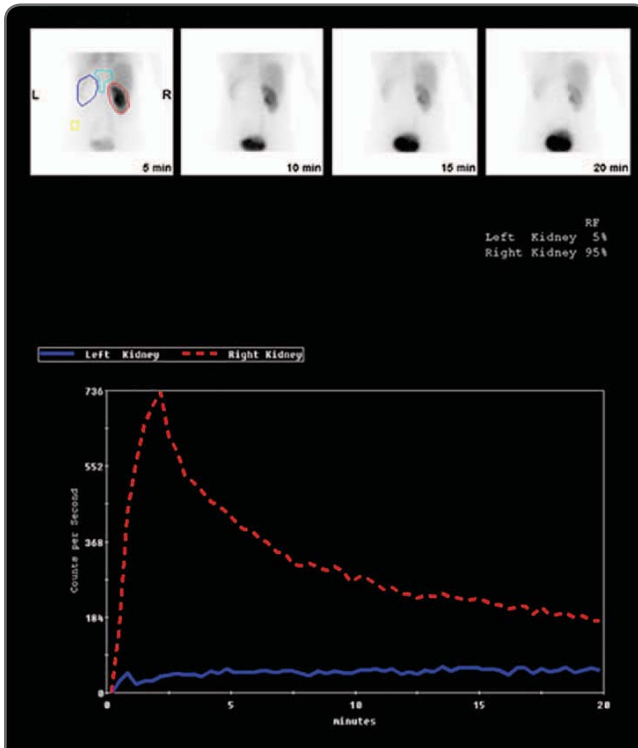 L R
5 min 10 min 15 min 20 min
RF
Left Kidney 5%
Right Kidney 95%
Left Kidney Right Kidney
736
552
368
184
0
Counts per Second
0 5 10 15 20
minutes